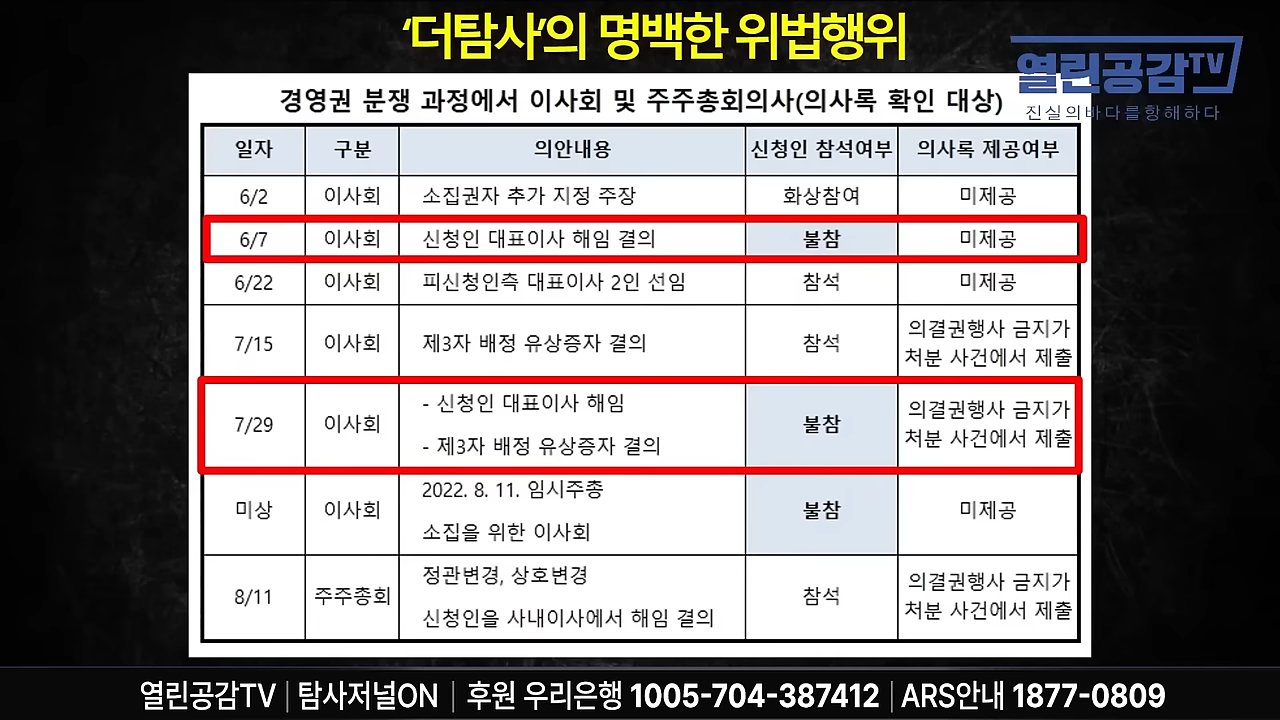 ‘더탐사’의 명백한 위법행위
열린공감TV
진실의바다를항해하다
경영권 분쟁 과정에서 이사회 및 주주총회의사(의사록 확인 대상)
일자 구분 의안내용 신청인 참석여부 의사록 제공여부
6/2 이사회 소집권자 추가 지정 주장 화상참여 미제공
6/7 이사회 신청인 대표이사 해임 결의 불참 미제공
6/22 이사회 피신청인측 대표이사 2인 선임 참석 미제공
7/15 이사회 제3자 배정 유상증자 결의 참석 의결권행사 금지가
처분 사건에서 제출
7/29 이사회 - 신청인 대표이사 해임
- 제3자 배정 유상증자 결의 불참 의결권행사 금지가
처분 사건에서 제출
미상 이사회 2022. 8. 11. 임시주총
소집을 위한 이사회 불참 미제공
8/11 주주총회 정관변경, 상호변경
신청인을 사내이사에서 해임 결의 참석 의결권행사 금지가
처분 사건에서 제출
열린공감TV | 탐사저널ON | 후원 우리은행 1005-704-387412 | ARS안내 1877-0809